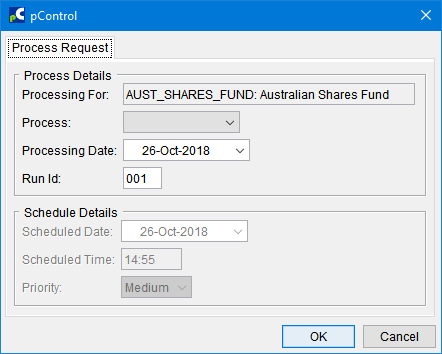 pC pControl
Process Request
Process Details
Processing For: AUST_SHARES_FUND: Australian Shares Fund
Process:
Processing Date: 26-Oct-2018
Run Id: 001
Schedule Details
Scheduled Date: 26-Oct-2018
Scheduled Time: 14:55
Priority: Medium
OK Cancel